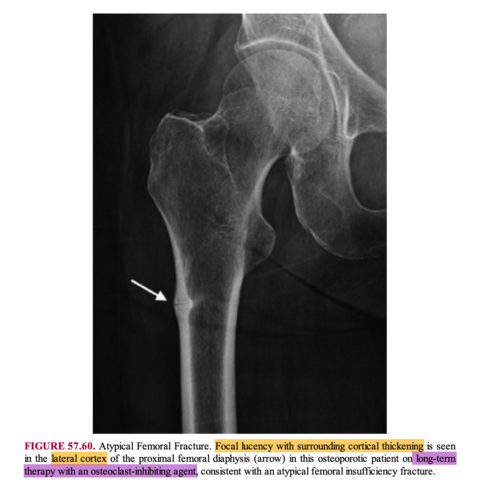 FIGURE 57.60. Atypical Femoral Fracture. Focal lucency with surrounding cortical thickening is seen
in the lateral cortex of the proximal femoral diaphysis (arrow) in this osteoporotic patient on long-term
therapy with an osteoclast-inhibiting agent, consistent with an atypical femoral insufficiency fracture.